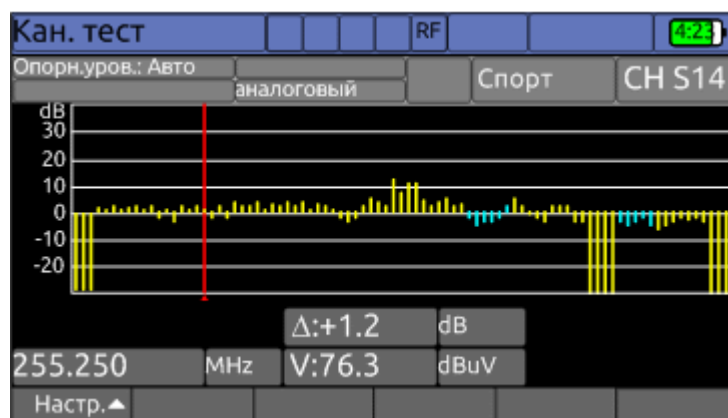 Кан. тест RF 4:23
Опорн.уров.: Авто
аналоговый Спорт CH S14
dB
30
20
10
0
-10
-20
Δ:+1.2 dB
255.250 MHz V:76.3 dBuV
Настр.